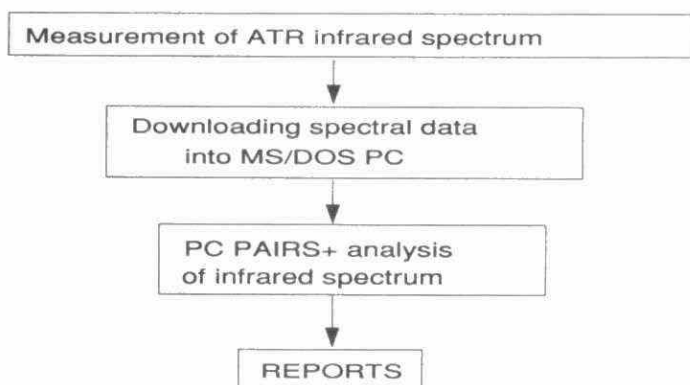 Measurement of ATR infrared spectrum
Downloading spectral data
into MS/DOS PC
PC PAIRS+ analysis
of infrared spectrum
REPORTS